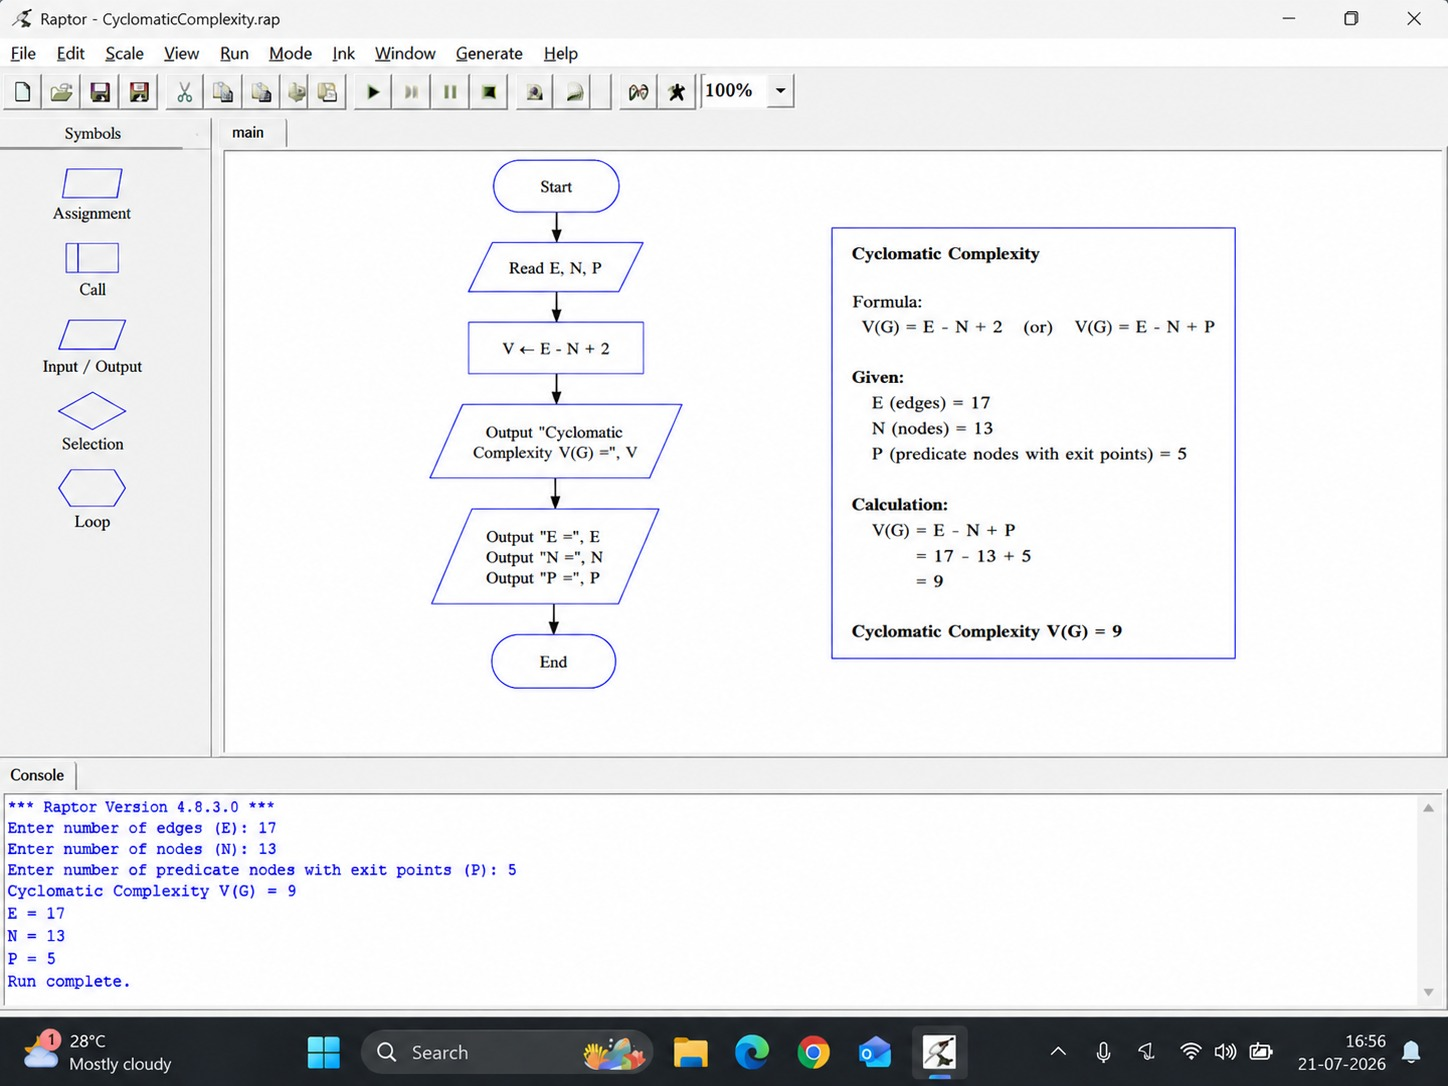 Raptor - CyclomaticComplexity.rap
File Edit Scale View Run Mode Ink Window Generate Help
100%
Symbols
main
Assignment
Call
Input / Output
Selection
Loop
Start
Read E, N, P
V ← E - N + 2
Output "Cyclomatic
Complexity V(G) =", V
Output "E =", E
Output "N =", N
Output "P =", P
End
Cyclomatic Complexity
Formula:
V(G) = E - N + 2 (or) V(G) = E - N + P
Given:
E (edges) = 17
N (nodes) = 13
P (predicate nodes with exit points) = 5
Calculation:
V(G) = E - N + P
= 17 - 13 + 5
= 9
Cyclomatic Complexity V(G) = 9
Console
*** Raptor Version 4.8.3.0 ***
Enter number of edges (E): 17
Enter number of nodes (N): 13
Enter number of predicate nodes with exit points (P): 5
Cyclomatic Complexity V(G) = 9
E = 17
N = 13
P = 5
Run complete.
1
28°C
Mostly cloudy
Search
16:56
21-07-2026